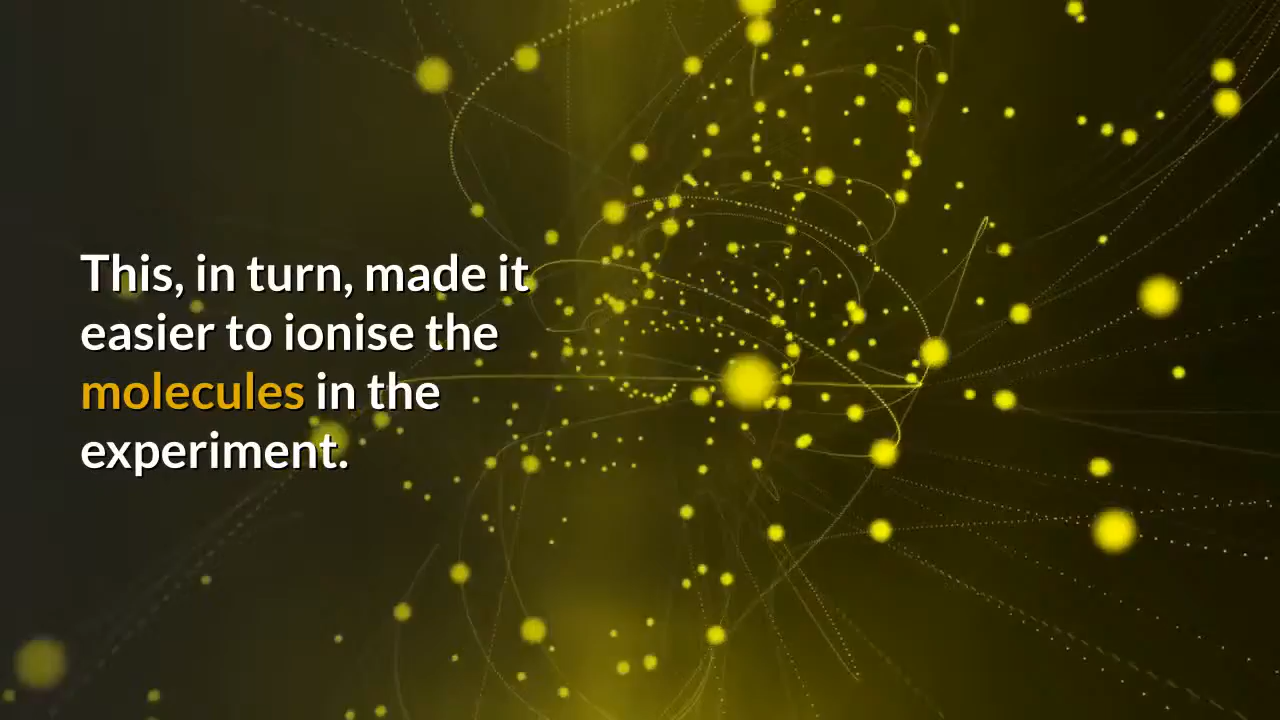 This, in turn, made it
easier to ionise the
molecules in the
experiment.